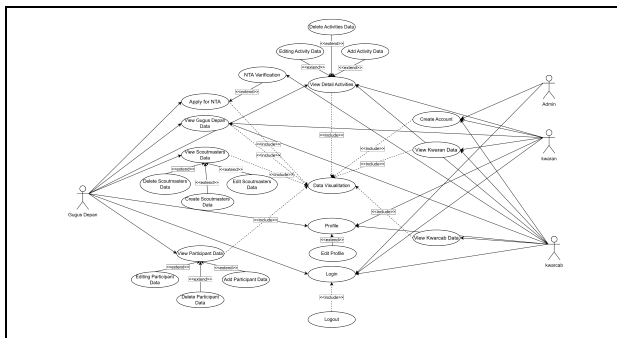 Delete Activities Data
<<extend>>
Editing Activity Data
Add Activity Data
<<extend>>
<<extend>>
NTA Verification
View Detail Activities
Admin
<<extend>>
Apply for NTA
<<include>>
View Gugus Depan
Data
Create Account
<<include>>
kwaran
View Scoutmasters
Data
<<include>>
View Kwaran Data
<<include>>
<<include>>
<<include>>
<<extend>>
<<extend>>
<<extend>>
Delete Scoutmasters
Data
Edit Scoutmasters
Data
Data Visualitation
Create Scoutmasters
Data
<<include>>
Gugus Depan
<<include>>
Profile
<<extend>>
View Kwarcab Data
kwarcab
View Participant Data
Edit Profile
<<extend>>
<<extend>>
<<extend>>
Editing Participant
Data
Add Participant Data
Login
Delete Participant
Data
<<include>>
Logout